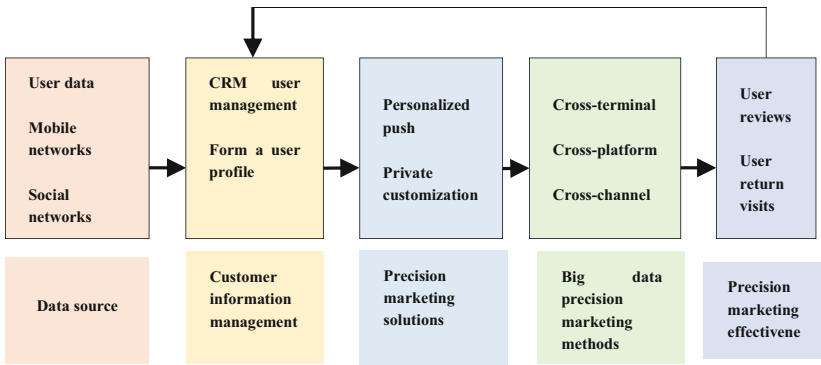 User data
Mobile
networks
Social
networks
CRM user
management
Form a user
profile
Personalized
push
Private
customization
Cross-terminal
Cross-platform
Cross-channel
User
reviews
User
return
visits
Data source
Customer
information
management
Precision
marketing
solutions
Big data
precision
marketing
methods
Precision
marketing
effectivene